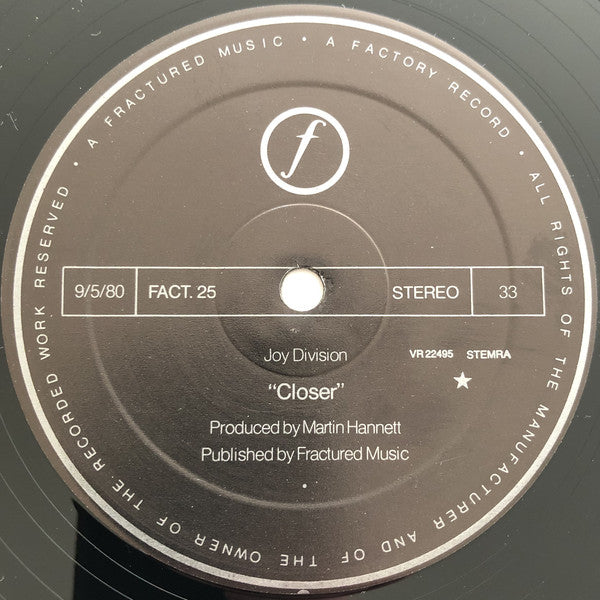 · A FRACTURED MUSIC · A FACTORY RECORD · ALL RIGHTS OF THE MANUFACTURER AND OF THE OWNER OF THE RECORDED WORK RESERVED
f
9/5/80 FACT. 25 STEREO 33
Joy Division VR 22495 STEMRA
“Closer” ★
Produced by Martin Hannett
Published by Fractured Music